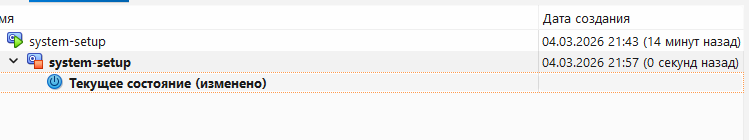 мя Дата создания
system-setup 04.03.2026 21:43 (14 минут назад)
system-setup 04.03.2026 21:57 (0 секунд назад)
Текущее состояние (изменено)